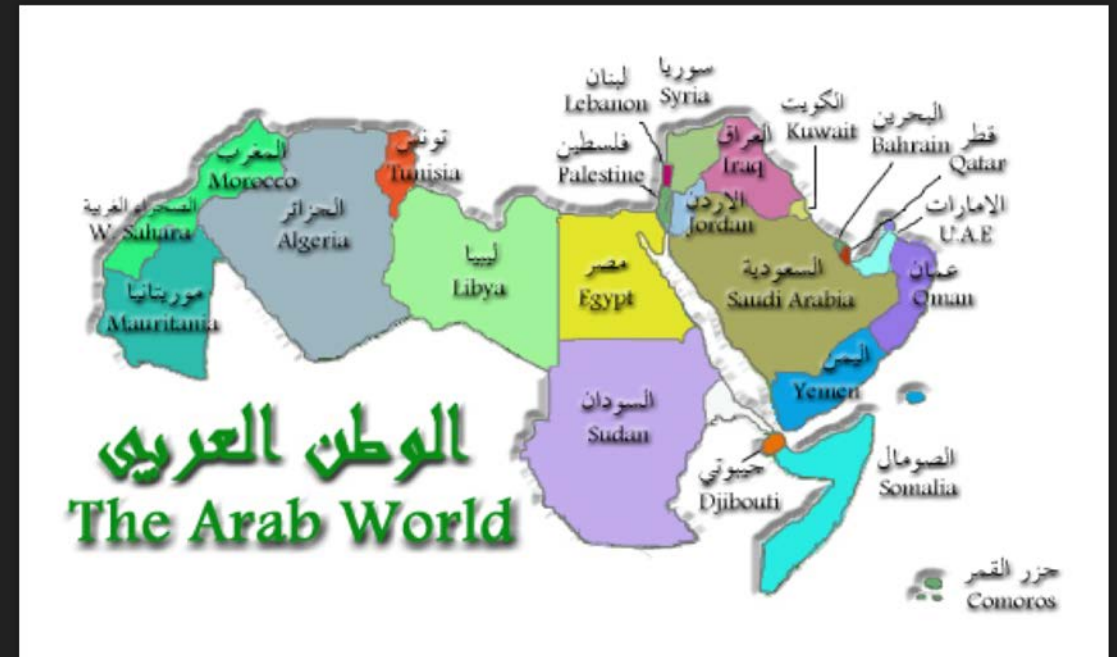 لبنان
Lebanon
سوريا
Syria
الكويت
Kuwait
البحرين
Bahrain
قطر
Qatar
الامارات
U.A.E
فلسطين
Palestine
العراق
Iraq
الاردن
Jordan
تونس
Tunisia
المغرب
Morocco
الصحراء الغربية
W. Sahara
الجزائر
Algeria
ليبيا
Libya
مصر
Egypt
السعودية
Saudi Arabia
عمان
Oman
موريتانيا
Mauritania
اليمن
Yemen
السودان
Sudan
جيبوتي
Djibouti
الصومال
Somalia
جزر القمر
Comoros
الوطن العربي
The Arab World